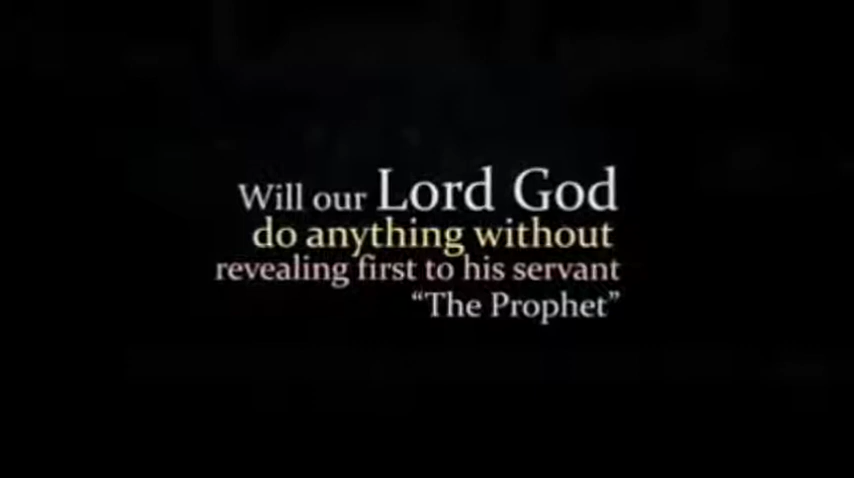 Will our Lord God
do anything without
revealing first to his servant
“The Prophet”